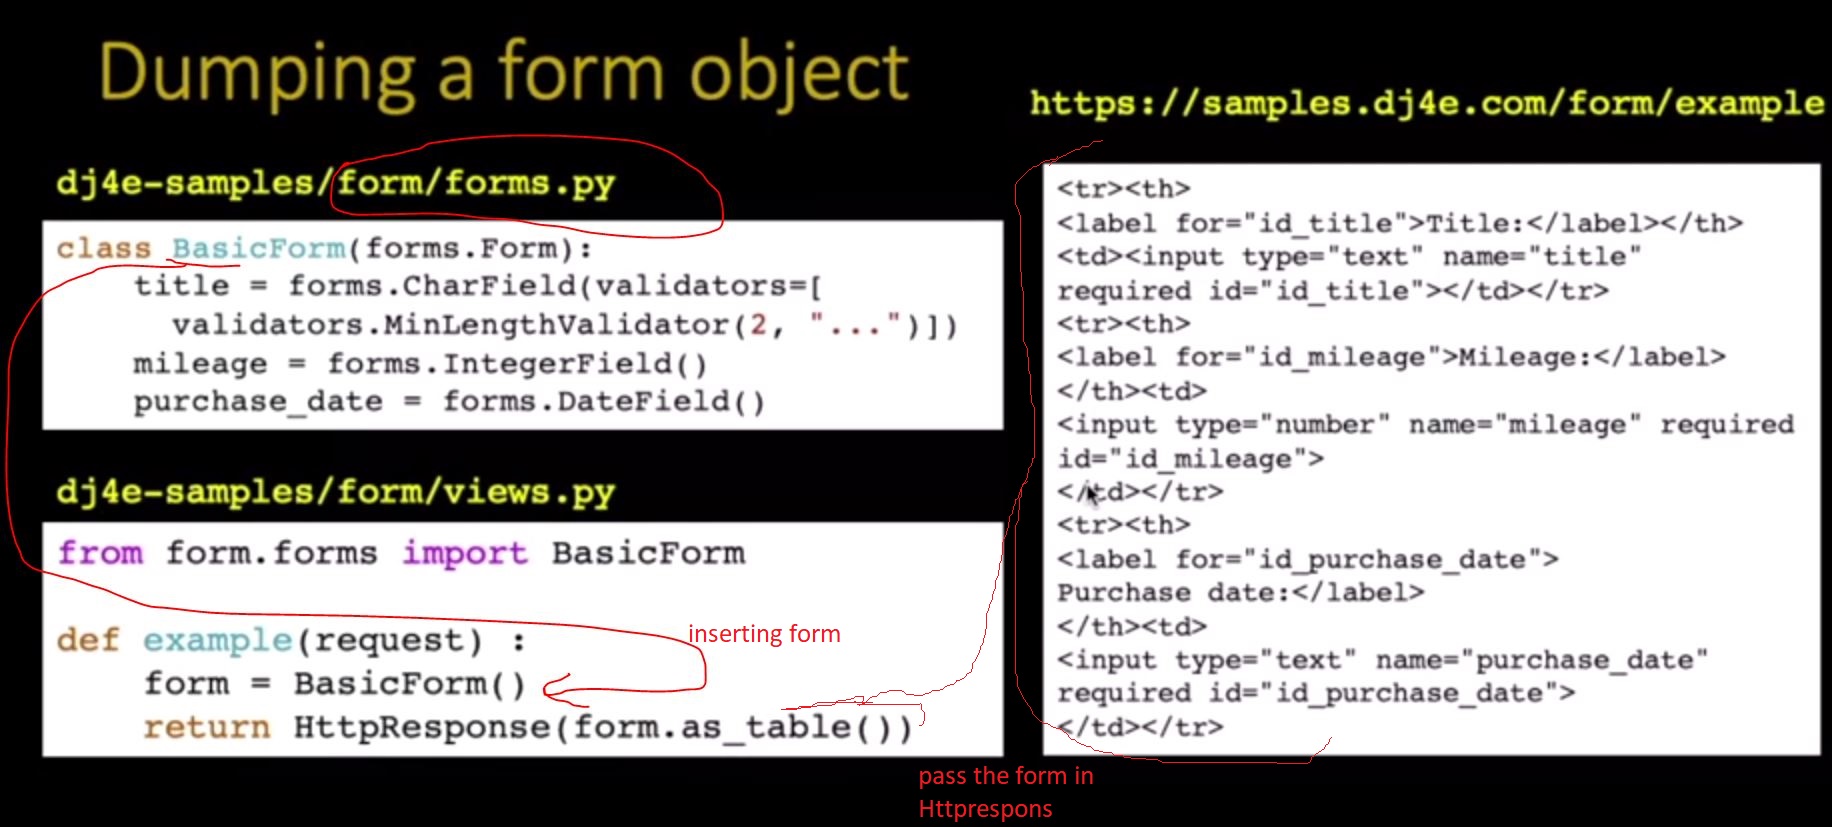 Dumping a form object
dj4e-samples/form/forms.py
class BasicForm(forms.Form):
    title = forms.CharField(validators=[
      validators.MinLengthValidator(2, "...")])
    mileage = forms.IntegerField()
    purchase_date = forms.DateField()
dj4e-samples/form/views.py
from form.forms import BasicForm
def example(request) :
inserting form
    form = BasicForm()
    return HttpResponse(form.as_table())
pass the form in
Httprespons
https://samples.dj4e.com/form/example
<tr><th>
<label for="id_title">Title:</label></th>
<td><input type="text" name="title"
required id="id_title"></td></tr>
<tr><th>
<label for="id_mileage">Mileage:</label>
</th><td>
<input type="number" name="mileage" required
id="id_mileage">
</td></tr>
<tr><th>
<label for="id_purchase_date">
Purchase date:</label>
</th><td>
<input type="text" name="purchase_date"
required id="id_purchase_date">
</td></tr>